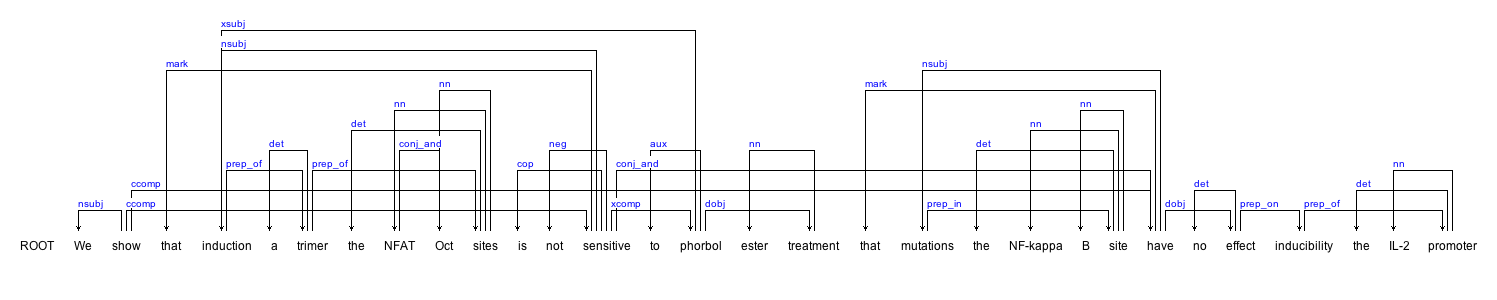 xsubj
nsubj
mark nsubj
nn mark
nn nn
det nn
det conj_and neg aux nn det
prep_of prep_of cop conj_and nn
ccomp det det
nsubj ccomp xcomp dobj prep_in dobj prep_on prep_of
ROOT We show that induction a trimer the NFAT Oct sites is not sensitive to phorbol ester treatment that mutations the NF-kappa B site have no effect inducibility the IL-2 promoter